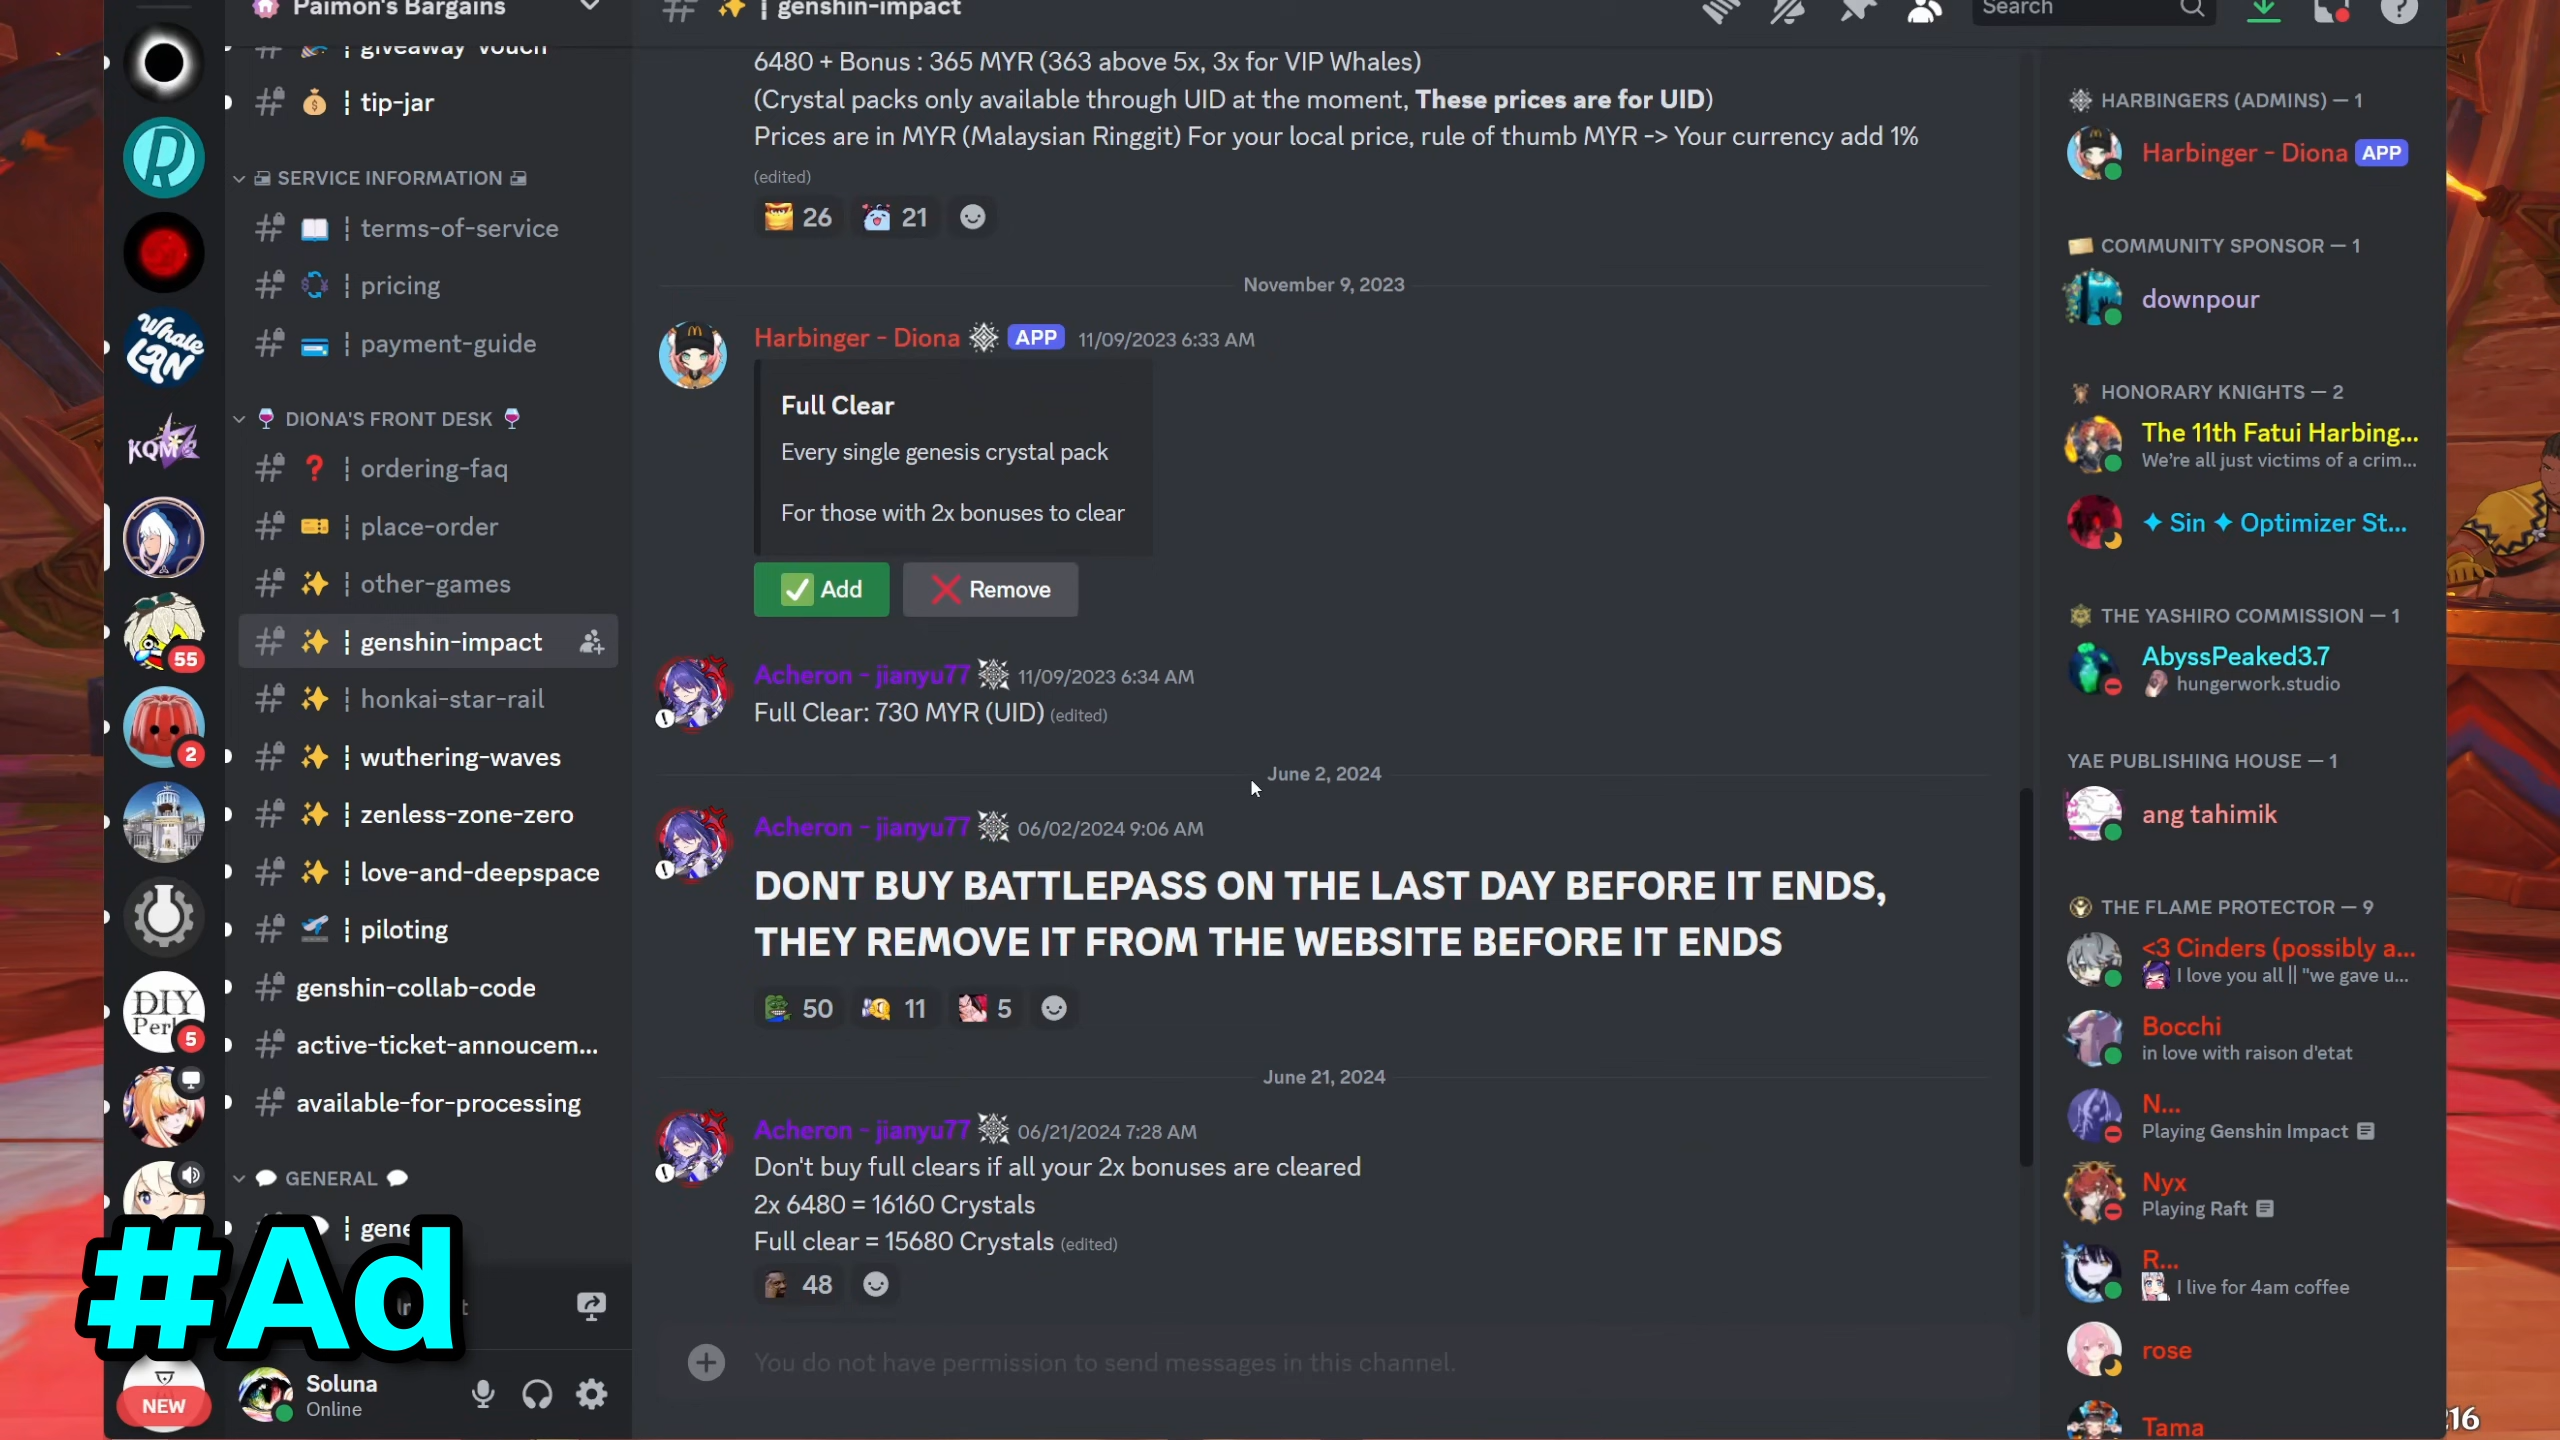 Paimon's Bargains
giveaway-vouch
tip-jar
SERVICE INFORMATION
terms-of-service
pricing
payment-guide
DIONA'S FRONT DESK
ordering-faq
place-order
other-games
genshin-impact
honkai-star-rail
wuthering-waves
zenless-zone-zero
love-and-deepspace
piloting
genshin-collab-code
active-ticket-annoucem...
available-for-processing
GENERAL
gene
#Ad
Soluna
Online
Whale
LAN
KQM
55
2
DIY
Perk
5
NEW
genshin-impact
Search
6480 + Bonus : 365 MYR (363 above 5x, 3x for VIP Whales)
(Crystal packs only available through UID at the moment, These prices are for UID)
Prices are in MYR (Malaysian Ringgit) For your local price, rule of thumb MYR -> Your currency add 1%
(edited)
26 21
November 9, 2023
Harbinger - Diona APP 11/09/2023 6:33 AM
Full Clear
Every single genesis crystal pack
For those with 2x bonuses to clear
Add Remove
Acheron - jianyu77 11/09/2023 6:34 AM
Full Clear: 730 MYR (UID) (edited)
June 2, 2024
Acheron - jianyu77 06/02/2024 9:06 AM
DONT BUY BATTLEPASS ON THE LAST DAY BEFORE IT ENDS,
THEY REMOVE IT FROM THE WEBSITE BEFORE IT ENDS
50 11 5
June 21, 2024
Acheron - jianyu77 06/21/2024 7:28 AM
Don't buy full clears if all your 2x bonuses are cleared
2x 6480 = 16160 Crystals
Full clear = 15680 Crystals (edited)
48
You do not have permission to send messages in this channel.
HARBINGERS (ADMINS) — 1
Harbinger - Diona APP
COMMUNITY SPONSOR — 1
downpour
HONORARY KNIGHTS — 2
The 11th Fatui Harbing...
We're all just victims of a crim...
✦ Sin ✦ Optimizer St...
THE YASHIRO COMMISSION — 1
AbyssPeaked3.7
hungerwork.studio
YAE PUBLISHING HOUSE — 1
ang tahimik
THE FLAME PROTECTOR — 9
<3 Cinders (possibly a...
I love you all || "we gave u...
Bocchi
in love with raison d'etat
N...
Playing Genshin Impact
Nyx
Playing Raft
R...
I live for 4am coffee
rose
Tama
16